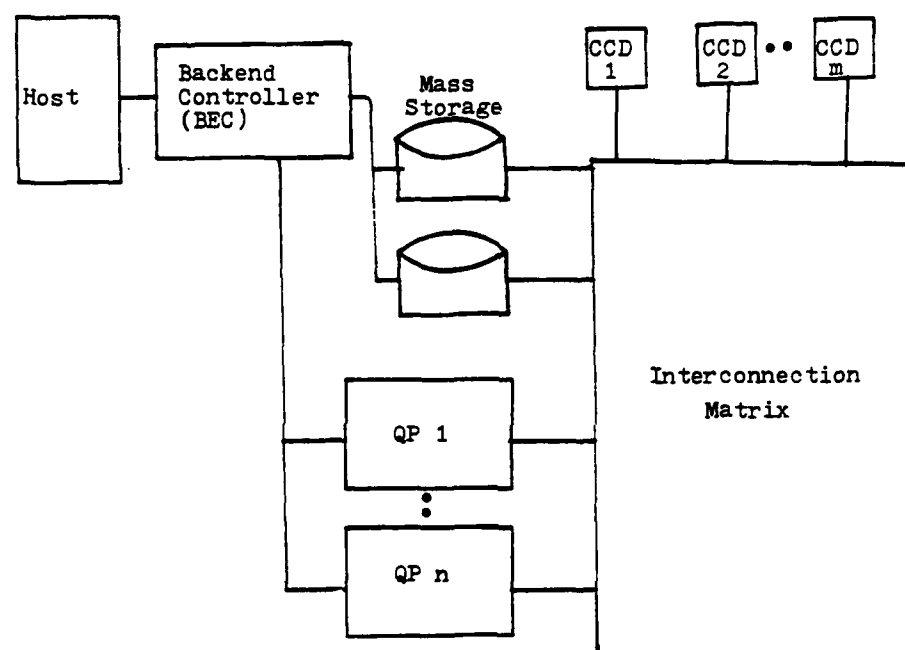 Host
Backend
Controller
(BEC)
Mass
Storage
CCD
1
CCD
2
CCD
m
Interconnection
Matrix
QP 1
QP n